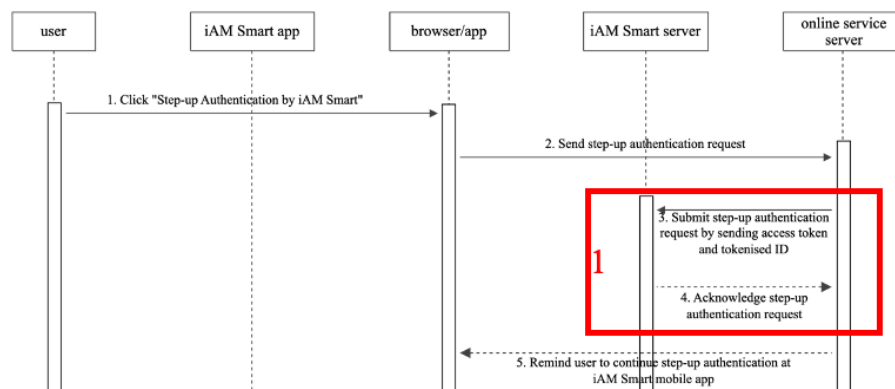 user
iAM Smart app
browser/app
iAM Smart server
online service
server
1. Click "Step-up Authentication by iAM Smart"
2. Send step-up authentication request
3. Submit step-up authentication
request by sending access token
and tokenised ID
1
4. Acknowledge step-up
authentication request
5. Remind user to continue step-up authentication at
iAM Smart mobile app